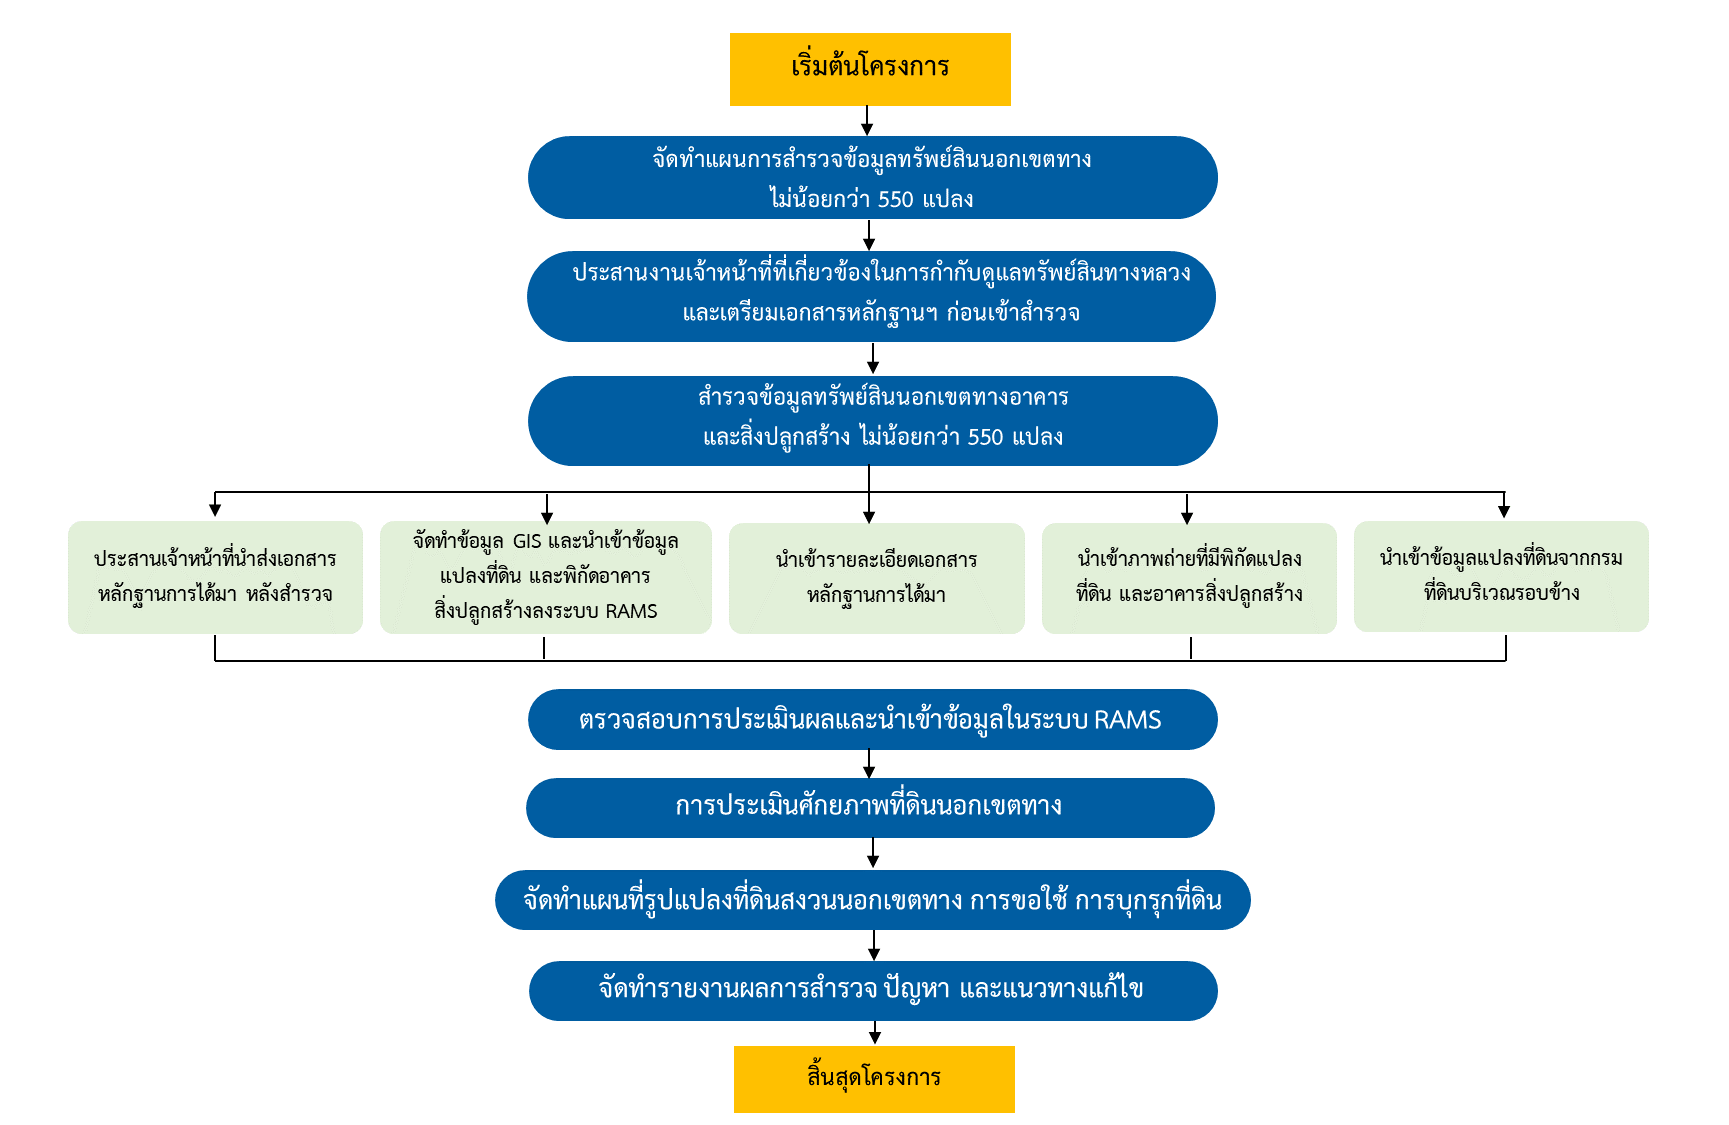 เริ่มต้นโครงการ
จัดทำแผนการสำรวจข้อมูลทรัพย์สินนอกเขตทาง
ไม่น้อยกว่า 550 แปลง
ประสานงานเจ้าหน้าที่ที่เกี่ยวข้องในการกำกับดูแลทรัพย์สินทางหลวง
และเตรียมเอกสารหลักฐานฯ ก่อนเข้าสำรวจ
สำรวจข้อมูลทรัพย์สินนอกเขตทางอาคาร
และสิ่งปลูกสร้าง ไม่น้อยกว่า 550 แปลง
ประสานเจ้าหน้าที่นำส่งเอกสาร
หลักฐานการได้มา หลังสำรวจ
จัดทำข้อมูล GIS และนำเข้าข้อมูล
แปลงที่ดิน และพิกัดอาคาร
สิ่งปลูกสร้างลงระบบ RAMS
นำเข้ารายละเอียดเอกสาร
หลักฐานการได้มา
นำเข้าภาพถ่ายที่มีพิกัดแปลง
ที่ดิน และอาคารสิ่งปลูกสร้าง
นำเข้าข้อมูลแปลงที่ดินจากกรม
ที่ดินบริเวณรอบข้าง
ตรวจสอบการประเมินผลและนำเข้าข้อมูลในระบบ RAMS
การประเมินศักยภาพที่ดินนอกเขตทาง
จัดทำแผนที่รูปแปลงที่ดินสงวนนอกเขตทาง การขอใช้ การบุกรุกที่ดิน
จัดทำรายงานผลการสำรวจ ปัญหา และแนวทางแก้ไข
สิ้นสุดโครงการ